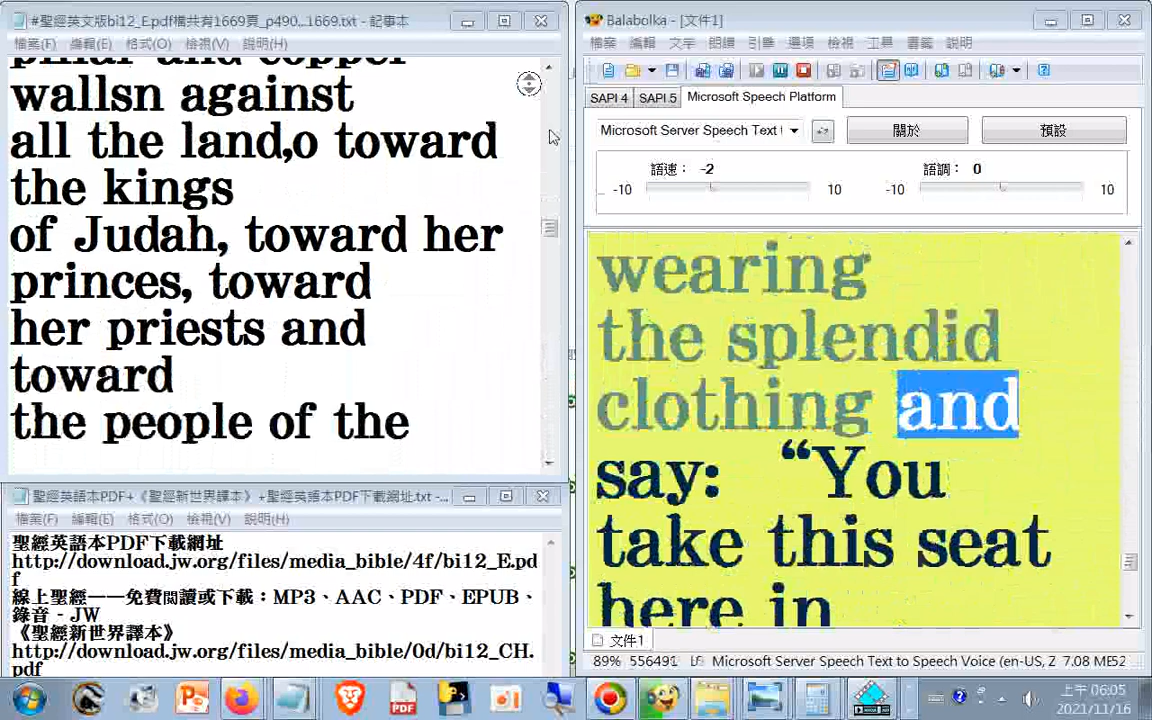 #聖經英文版bi12_E.pdf檔共有1669頁_p490...1669.txt - 記事本
檔案(F) 編輯(E) 格式(O) 檢視(V) 說明(H)
pillar and copper
wallsn against
all the land,o toward
the kings
of Judah, toward her
princes, toward
her priests and
toward
the people of the
聖經英語本PDF+《聖經新世界譯本》+聖經英語本PDF下載網址.txt -...
檔案(F) 編輯(E) 格式(O) 檢視(V) 說明(H)
聖經英語本PDF下載網址
http://download.jw.org/files/media_bible/4f/bi12_E.pd
f
線上聖經——免費閱讀或下載：MP3、AAC、PDF、EPUB、
錄音 - JW
《聖經新世界譯本》
http://download.jw.org/files/media_bible/0d/bi12_CH.
pdf
Balabolka - [文件1]
檔案 編輯 文字 朗讀 引擎 選項 檢視 工具 書籤 說明
SAPI 4 SAPI 5 Microsoft Speech Platform
Microsoft Server Speech Text 關於 預設
語速： -2 語調： 0
-10 10 -10 10
wearing
the splendid
clothing and
say: “You
take this seat
here in
文件1
89% 556491 Microsoft Server Speech Text to Speech Voice (en-US, Z 7.08 ME52
上午 06:05
2021/11/16